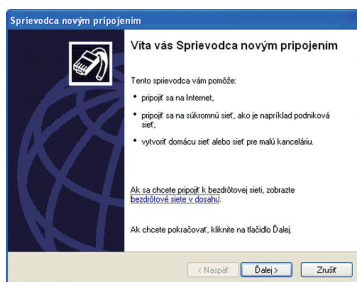 Sprievodca novým pripojením
Víta vás Sprievodca novým pripojením
Tento sprievodca vám pomôže:
• pripojiť sa na Internet,
• pripojiť sa na súkromnú sieť, ako je napríklad podniková
sieť,
• vytvoriť domácu sieť alebo sieť pre malú kanceláriu.
Ak sa chcete pripojiť k bezdrôtovej sieti, zobrazte
bezdrôtové siete v dosahu.
Ak chcete pokračovať, kliknite na tlačidlo Ďalej.
< Naspäť
Ďalej >
Zrušiť